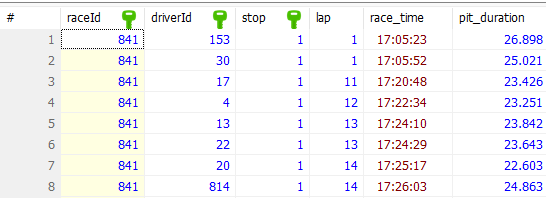 # raceId driverId stop lap race_time pit_duration
1 841 153 1 1 17:05:23 26.898
2 841 30 1 1 17:05:52 25.021
3 841 17 1 11 17:20:48 23.426
4 841 4 1 12 17:22:34 23.251
5 841 13 1 13 17:24:10 23.842
6 841 22 1 13 17:24:29 23.643
7 841 20 1 14 17:25:17 22.603
8 841 814 1 14 17:26:03 24.863